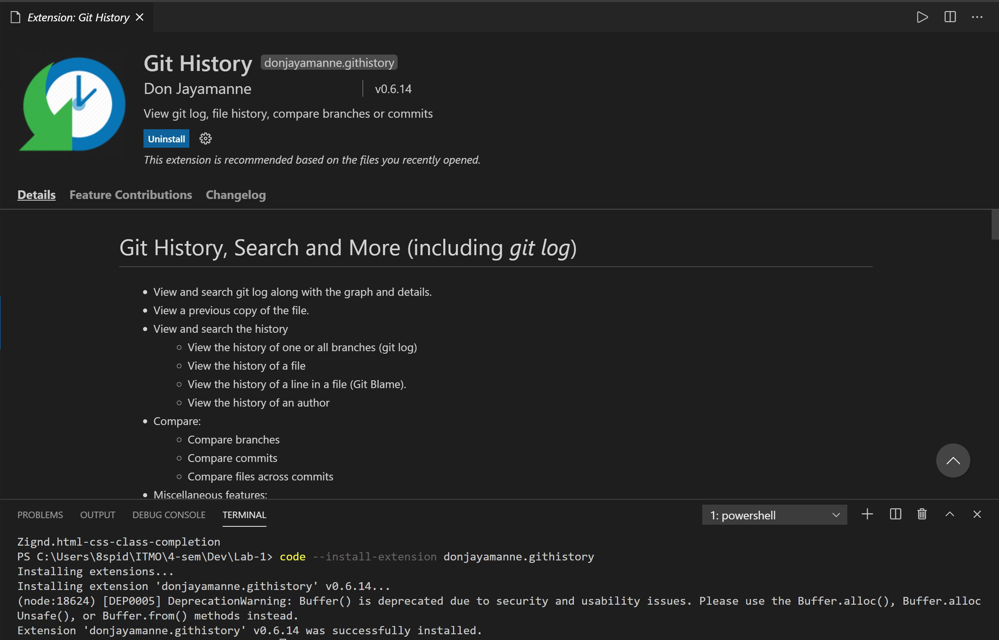 Extension: Git History
Git History donjayamanne.githistory
Don Jayamanne v0.6.14
View git log, file history, compare branches or commits
Uninstall
This extension is recommended based on the files you recently opened.
Details Feature Contributions Changelog
Git History, Search and More (including git log)
• View and search git log along with the graph and details.
• View a previous copy of the file.
• View and search the history
○ View the history of one or all branches (git log)
○ View the history of a file
○ View the history of a line in a file (Git Blame).
○ View the history of an author
• Compare:
○ Compare branches
○ Compare commits
○ Compare files across commits
• Miscellaneous features:
PROBLEMS OUTPUT DEBUG CONSOLE TERMINAL 1: powershell
Zignd.html-css-class-completion
PS C:\Users\8spid\ITMO\4-sem\Dev\Lab-1> code --install-extension donjayamanne.githistory
Installing extensions...
Installing extension 'donjayamanne.githistory' v0.6.14...
(node:18624) [DEP0005] DeprecationWarning: Buffer() is deprecated due to security and usability issues. Please use the Buffer.alloc(), Buffer.alloc
Unsafe(), or Buffer.from() methods instead.
Extension 'donjayamanne.githistory' v0.6.14 was successfully installed.